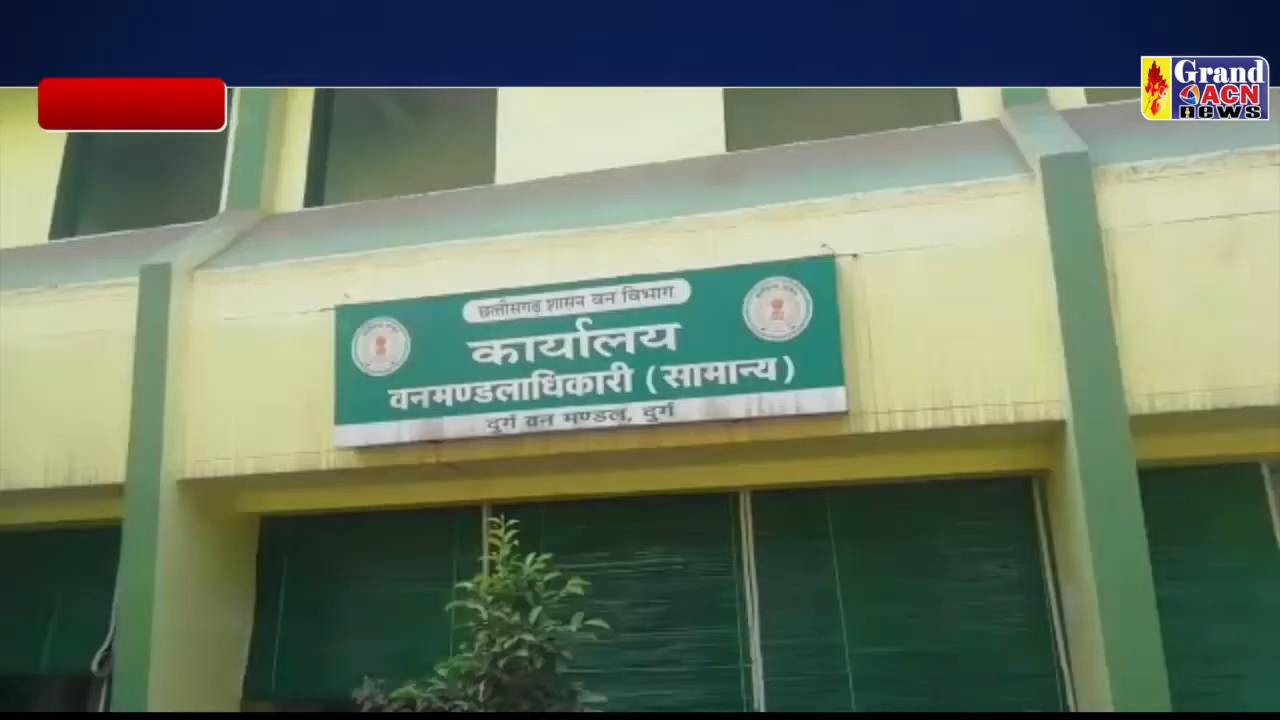 Grand
ACN
news
छत्तीसगढ़ शासन वन विभाग
कार्यालय
वनमण्डलाधिकारी (सामान्य)
दुर्ग वन मण्डल, दुर्ग